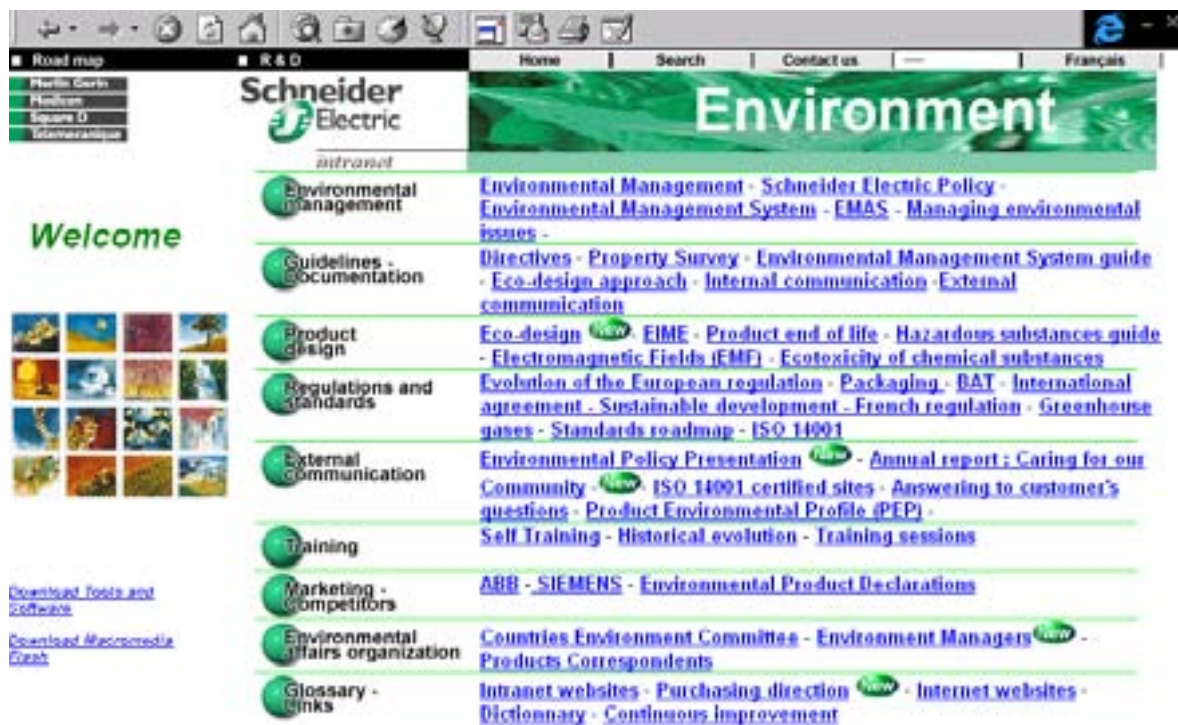 Road map
R & D
Home | Search | Contact us | --- | Français |
Merlin Gerin
Modicon
Square D
Telemecanique
Schneider
Electric
intranet
Environment
Welcome
Environmental
management
Environmental Management - Schneider Electric Policy -
Environmental Management System - EMAS - Managing environmental
issues -
Guidelines -
Documentation
Directives - Property Survey - Environmental Management System guide
- Eco-design approach - Internal communication -External
communication
Product
design
Eco-design New - EIME - Product end of life - Hazardous substances guide
- Electromagnetic Fields (EMF) - Ecotoxicity of chemical substances
Regulations and
standards
Evolution of the European regulation - Packaging - BAT - International
agreement - Sustainable development - French regulation - Greenhouse
gases - Standards roadmap - ISO 14001
External
communication
Environmental Policy Presentation New - Annual report ; Caring for our
Community - New - ISO 14001 certified sites - Answering to customer's
questions - Product Environmental Profile (PEP) -
Training
Self Training - Historical evolution - Training sessions
Marketing -
Competitors
ABB - SIEMENS - Environmental Product Declarations
Environmental
affairs organization
Countries Environment Committee - Environment Managers New -
Products Correspondents
Glossary -
Links
Intranet websites - Purchasing direction New - Internet websites -
Dictionnary - Continuous improvement
Download Tools and
Software
Download Macromedia
Flash